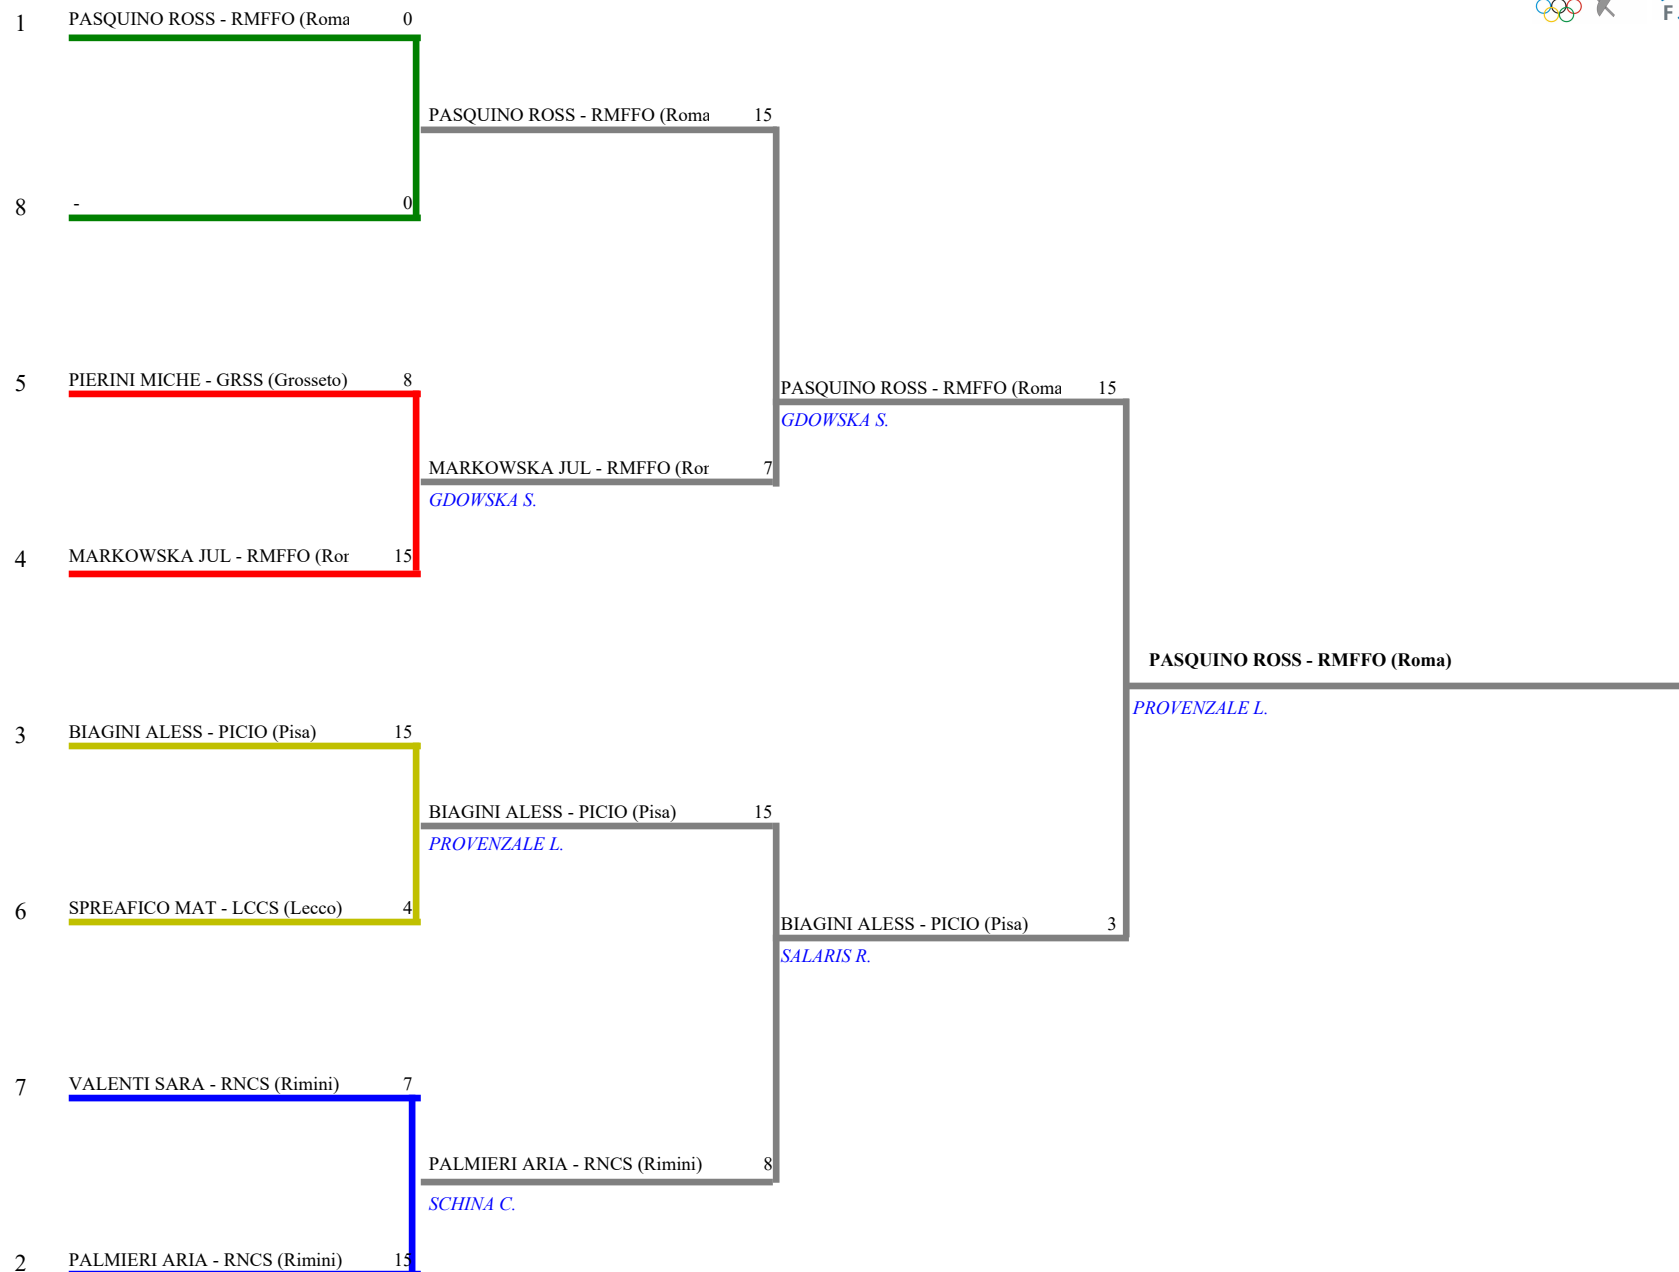 1 PASQUINO ROSS - RMFFO (Roma 0
F
PASQUINO ROSS - RMFFO (Roma 15
8 - 0
5 PIERINI MICHE - GRSS (Grosseto) 8
PASQUINO ROSS - RMFFO (Roma 15
GDOWSKA S.
MARKOWSKA JUL - RMFFO (Ror 7
GDOWSKA S.
4 MARKOWSKA JUL - RMFFO (Ror 15
PASQUINO ROSS - RMFFO (Roma)
PROVENZALE L.
3 BIAGINI ALESS - PICIO (Pisa) 15
BIAGINI ALESS - PICIO (Pisa) 15
PROVENZALE L.
6 SPREAFICO MAT - LCCS (Lecco) 4
BIAGINI ALESS - PICIO (Pisa) 3
SALARIS R.
7 VALENTI SARA - RNCS (Rimini) 7
PALMIERI ARIA - RNCS (Rimini) 8
SCHINA C.
2 PALMIERI ARIA - RNCS (Rimini) 15